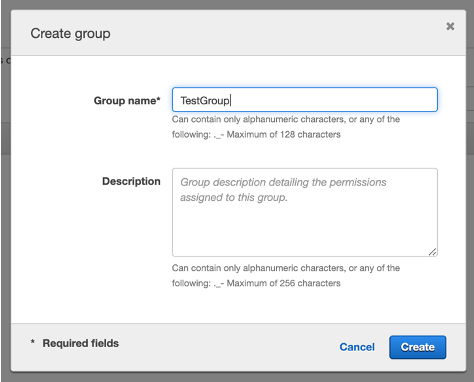 Create group
×
Group name*
TestGroup
Can contain only alphanumeric characters, or any of the
following: ._- Maximum of 128 characters
Description
Group description detailing the permissions
assigned to this group.
Can contain only alphanumeric characters, or any of the
following: ._- Maximum of 256 characters
* Required fields
Cancel
Create